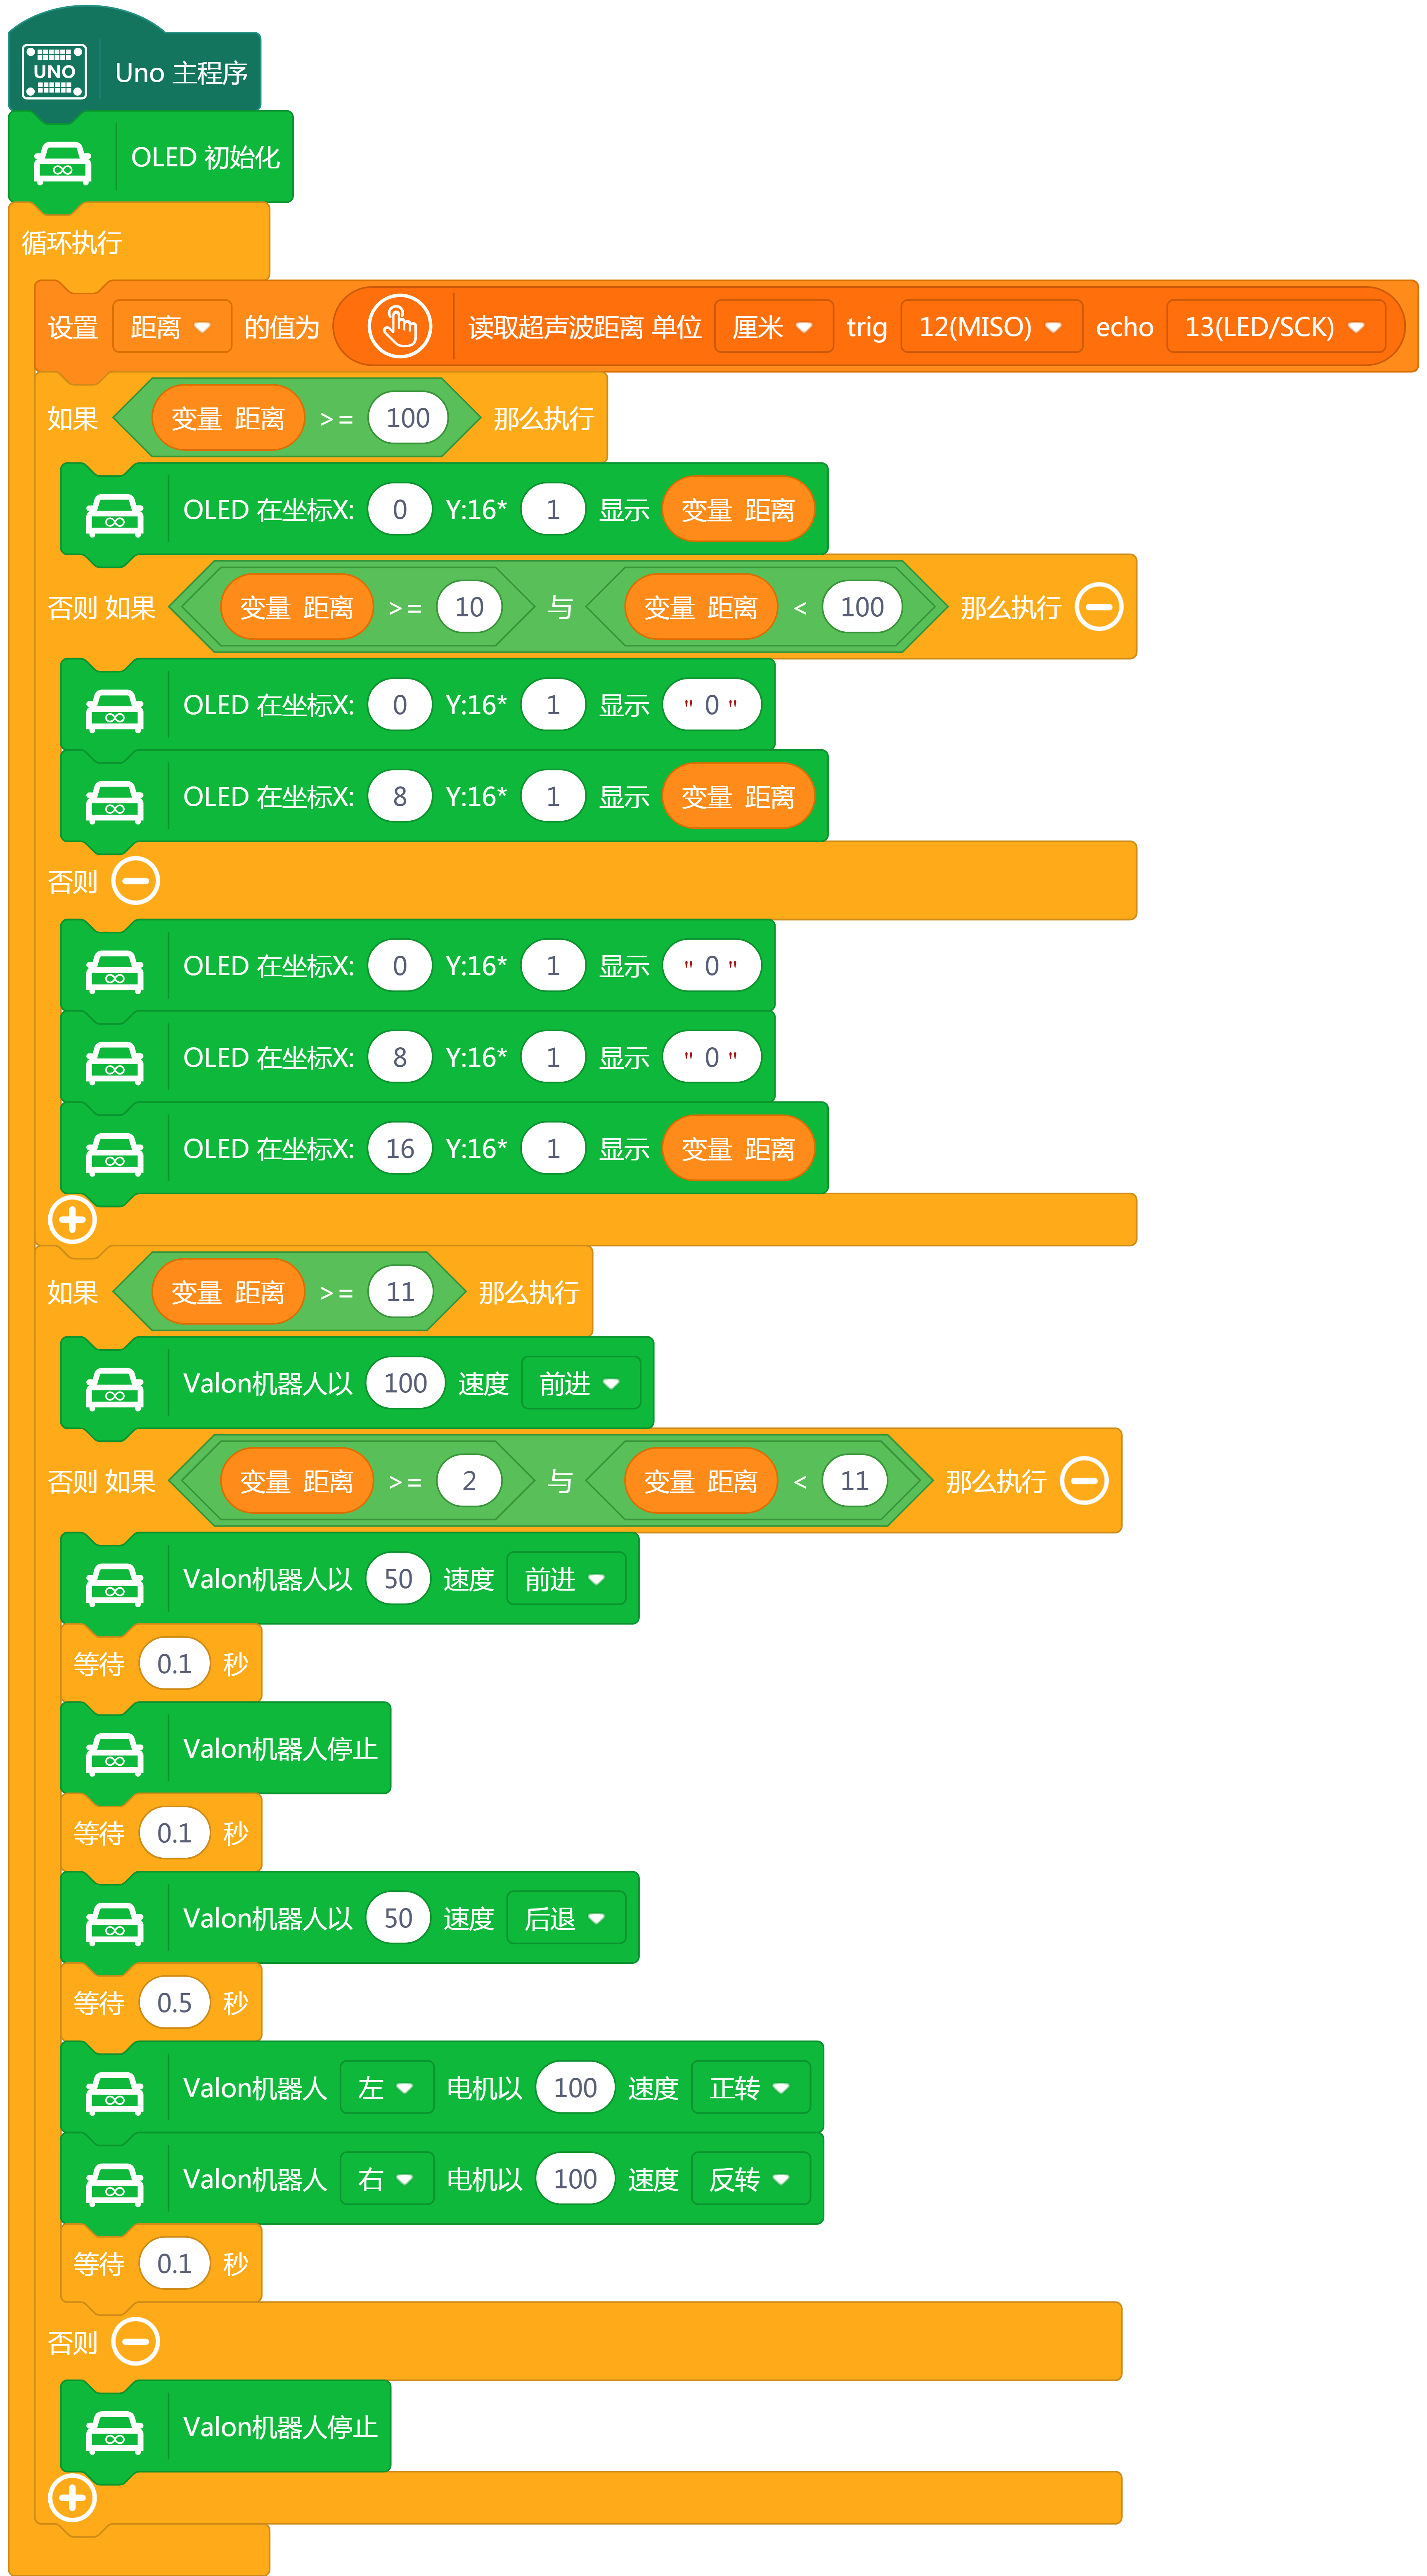 UNO Uno 主程序
OLED 初始化
循环执行
设置 距离 的值为 读取超声波距离 单位 厘米 trig 12(MISO) echo 13(LED/SCK)
如果 变量 距离 >= 100 那么执行
OLED 在坐标X: 0 Y:16* 1 显示 变量 距离
否则 如果 变量 距离 >= 10 与 变量 距离 < 100 那么执行
OLED 在坐标X: 0 Y:16* 1 显示 "0"
OLED 在坐标X: 8 Y:16* 1 显示 变量 距离
否则
OLED 在坐标X: 0 Y:16* 1 显示 "0"
OLED 在坐标X: 8 Y:16* 1 显示 "0"
OLED 在坐标X: 16 Y:16* 1 显示 变量 距离
如果 变量 距离 >= 11 那么执行
Valon机器人以 100 速度 前进
否则 如果 变量 距离 >= 2 与 变量 距离 < 11 那么执行
Valon机器人以 50 速度 前进
等待 0.1 秒
Valon机器人停止
等待 0.1 秒
Valon机器人以 50 速度 后退
等待 0.5 秒
Valon机器人 左 电机以 100 速度 正转
Valon机器人 右 电机以 100 速度 反转
等待 0.1 秒
否则
Valon机器人停止